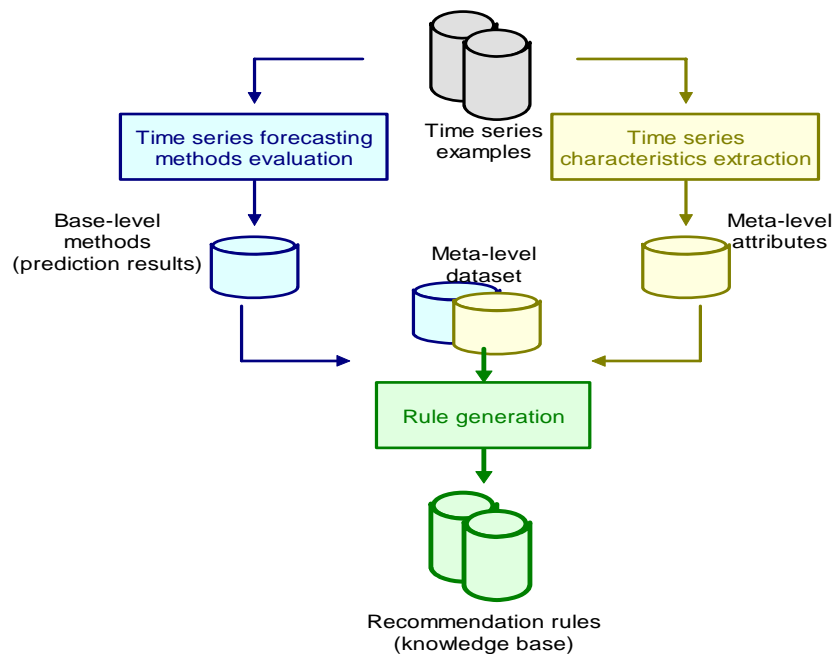 Time series
examples
Time series forecasting
methods evaluation
Time series
characteristics extraction
Base-level
methods
(prediction results)
Meta-level
dataset
Meta-level
attributes
Rule generation
Recommendation rules
(knowledge base)